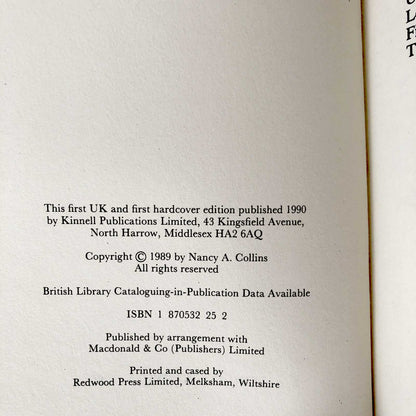 This first UK and first hardcover edition published 1990
by Kinnell Publications Limited, 43 Kingsfield Avenue,
North Harrow, Middlesex HA2 6AQ
Copyright © 1989 by Nancy A. Collins
All rights reserved
British Library Cataloguing-in-Publication Data Available
ISBN 1 870532 25 2
Published by arrangement with
Macdonald & Co (Publishers) Limited
Printed and cased by
Redwood Press Limited, Melksham, Wiltshire